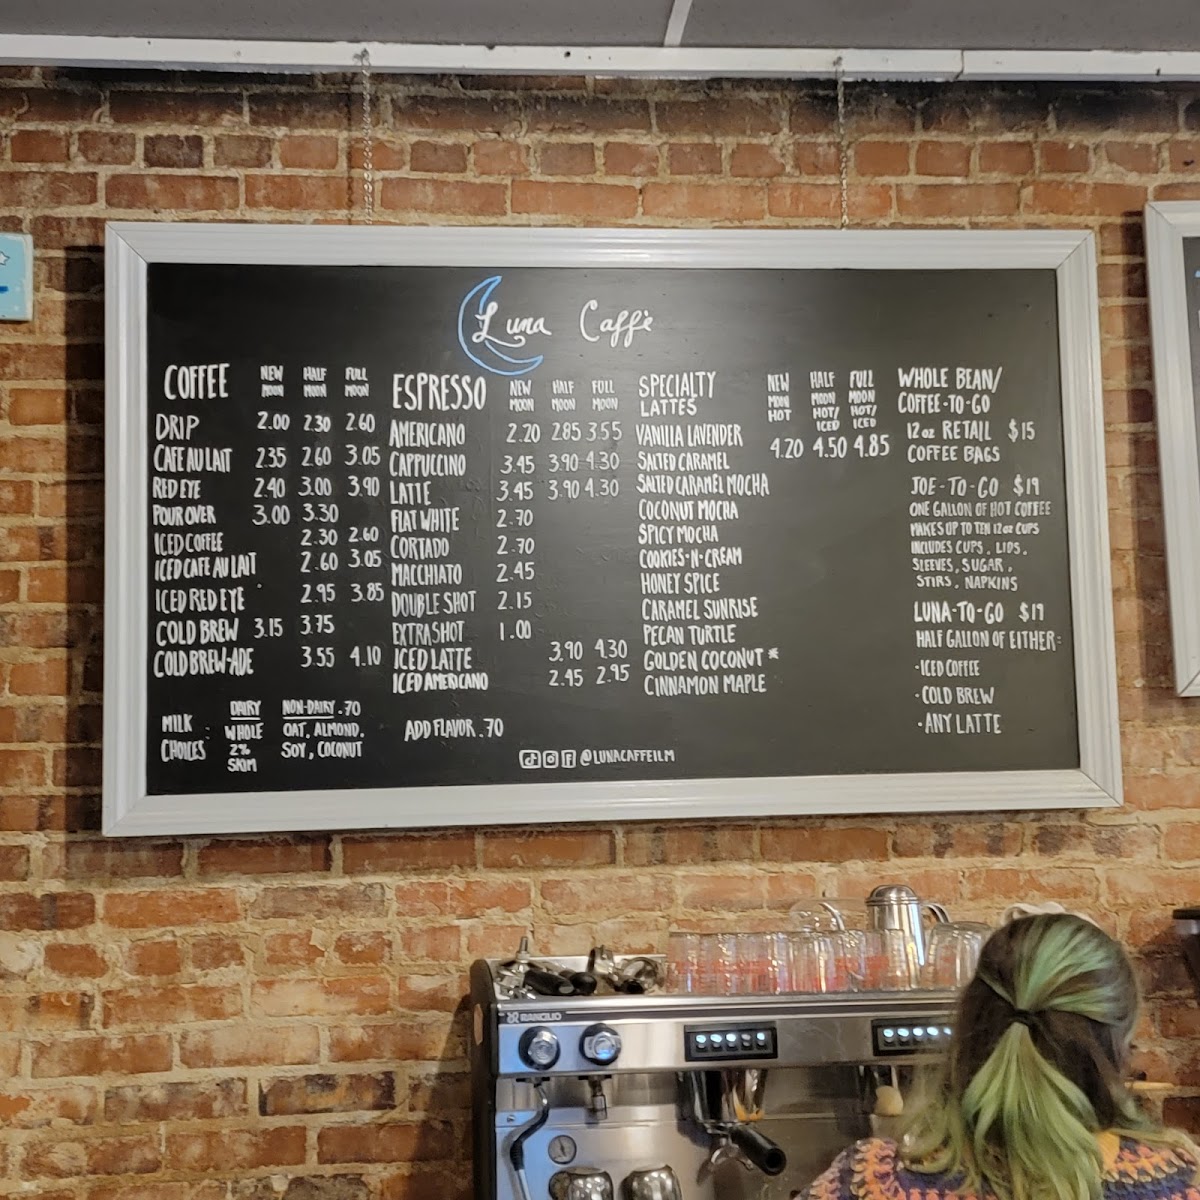 Luna Caffè
COFFEE NEW MOON HALF MOON FULL MOON
DRIP 2.00 2.30 2.60
CAFE AU LAIT 2.35 2.60 3.05
RED EYE 2.40 3.00 3.90
POUR OVER 3.00 3.30
ICED COFFEE 2.30 2.60
ICED CAFE AU LAIT 2.60 3.05
ICED RED EYE 2.95 3.85
COLD BREW 3.15 3.75
COLD BREW-ADE 3.55 4.10
MILK CHOICES:
DAIRY
WHOLE
2%
SKIM
NON-DAIRY .70
OAT, ALMOND,
SOY, COCONUT
ESPRESSO NEW MOON HALF MOON FULL MOON
AMERICANO 2.20 2.85 3.55
CAPPUCCINO 3.45 3.90 4.30
LATTE 3.45 3.90 4.30
FLAT WHITE 2.70
CORTADO 2.70
MACCHIATO 2.45
DOUBLE SHOT 2.15
EXTRA SHOT 1.00
ICED LATTE 3.90 4.30
ICED AMERICANO 2.45 2.95
ADD FLAVOR .70
SPECIALTY LATTES NEW MOON HOT HALF MOON HOT/ICED FULL MOON HOT/ICED
4.20 4.50 4.85
VANILLA LAVENDER
SALTED CARAMEL
SALTED CARAMEL MOCHA
COCONUT MOCHA
SPICY MOCHA
COOKIES-N-CREAM
HONEY SPICE
CARAMEL SUNRISE
PECAN TURTLE
GOLDEN COCONUT *
CINNAMON MAPLE
WHOLE BEAN/
COFFEE-TO-GO
12 oz RETAIL $15
COFFEE BAGS
JOE-TO-GO $19
ONE GALLON OF HOT COFFEE
MAKES UP TO TEN 12 oz CUPS
INCLUDES CUPS, LIDS,
SLEEVES, SUGAR,
STIRS, NAPKINS
LUNA-TO-GO $19
HALF GALLON OF EITHER:
·ICED COFFEE
·COLD BREW
·ANY LATTE
@LUNACAFFEILM
RANCILIO